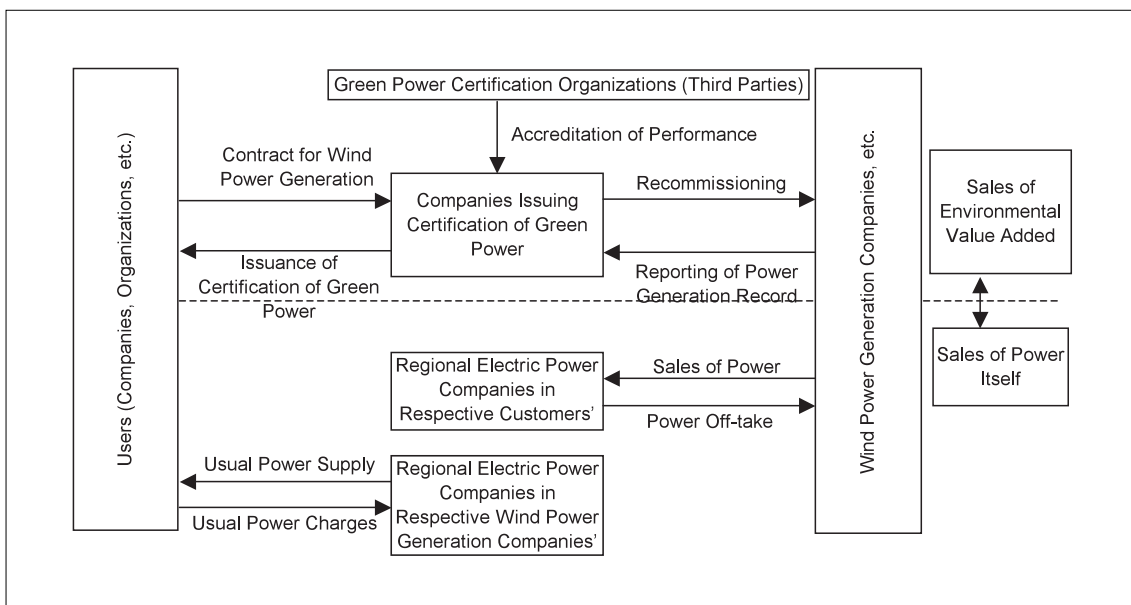 Green Power Certification Organizations (Third Parties)
Accreditation of Performance
Users (Companies, Organizations, etc.)
Contract for Wind
Power Generation
Companies Issuing
Certification of Green
Power
Recommissioning
Issuance of
Certification of Green
Power
Reporting of Power
Generation Record
Wind Power Generation Companies, etc.
Sales of
Environmental
Value Added
Sales of Power
Itself
Regional Electric Power
Companies in
Respective Customers’
Sales of Power
Power Off-take
Usual Power Supply
Usual Power Charges
Regional Electric Power
Companies in
Respective Wind Power
Generation Companies’